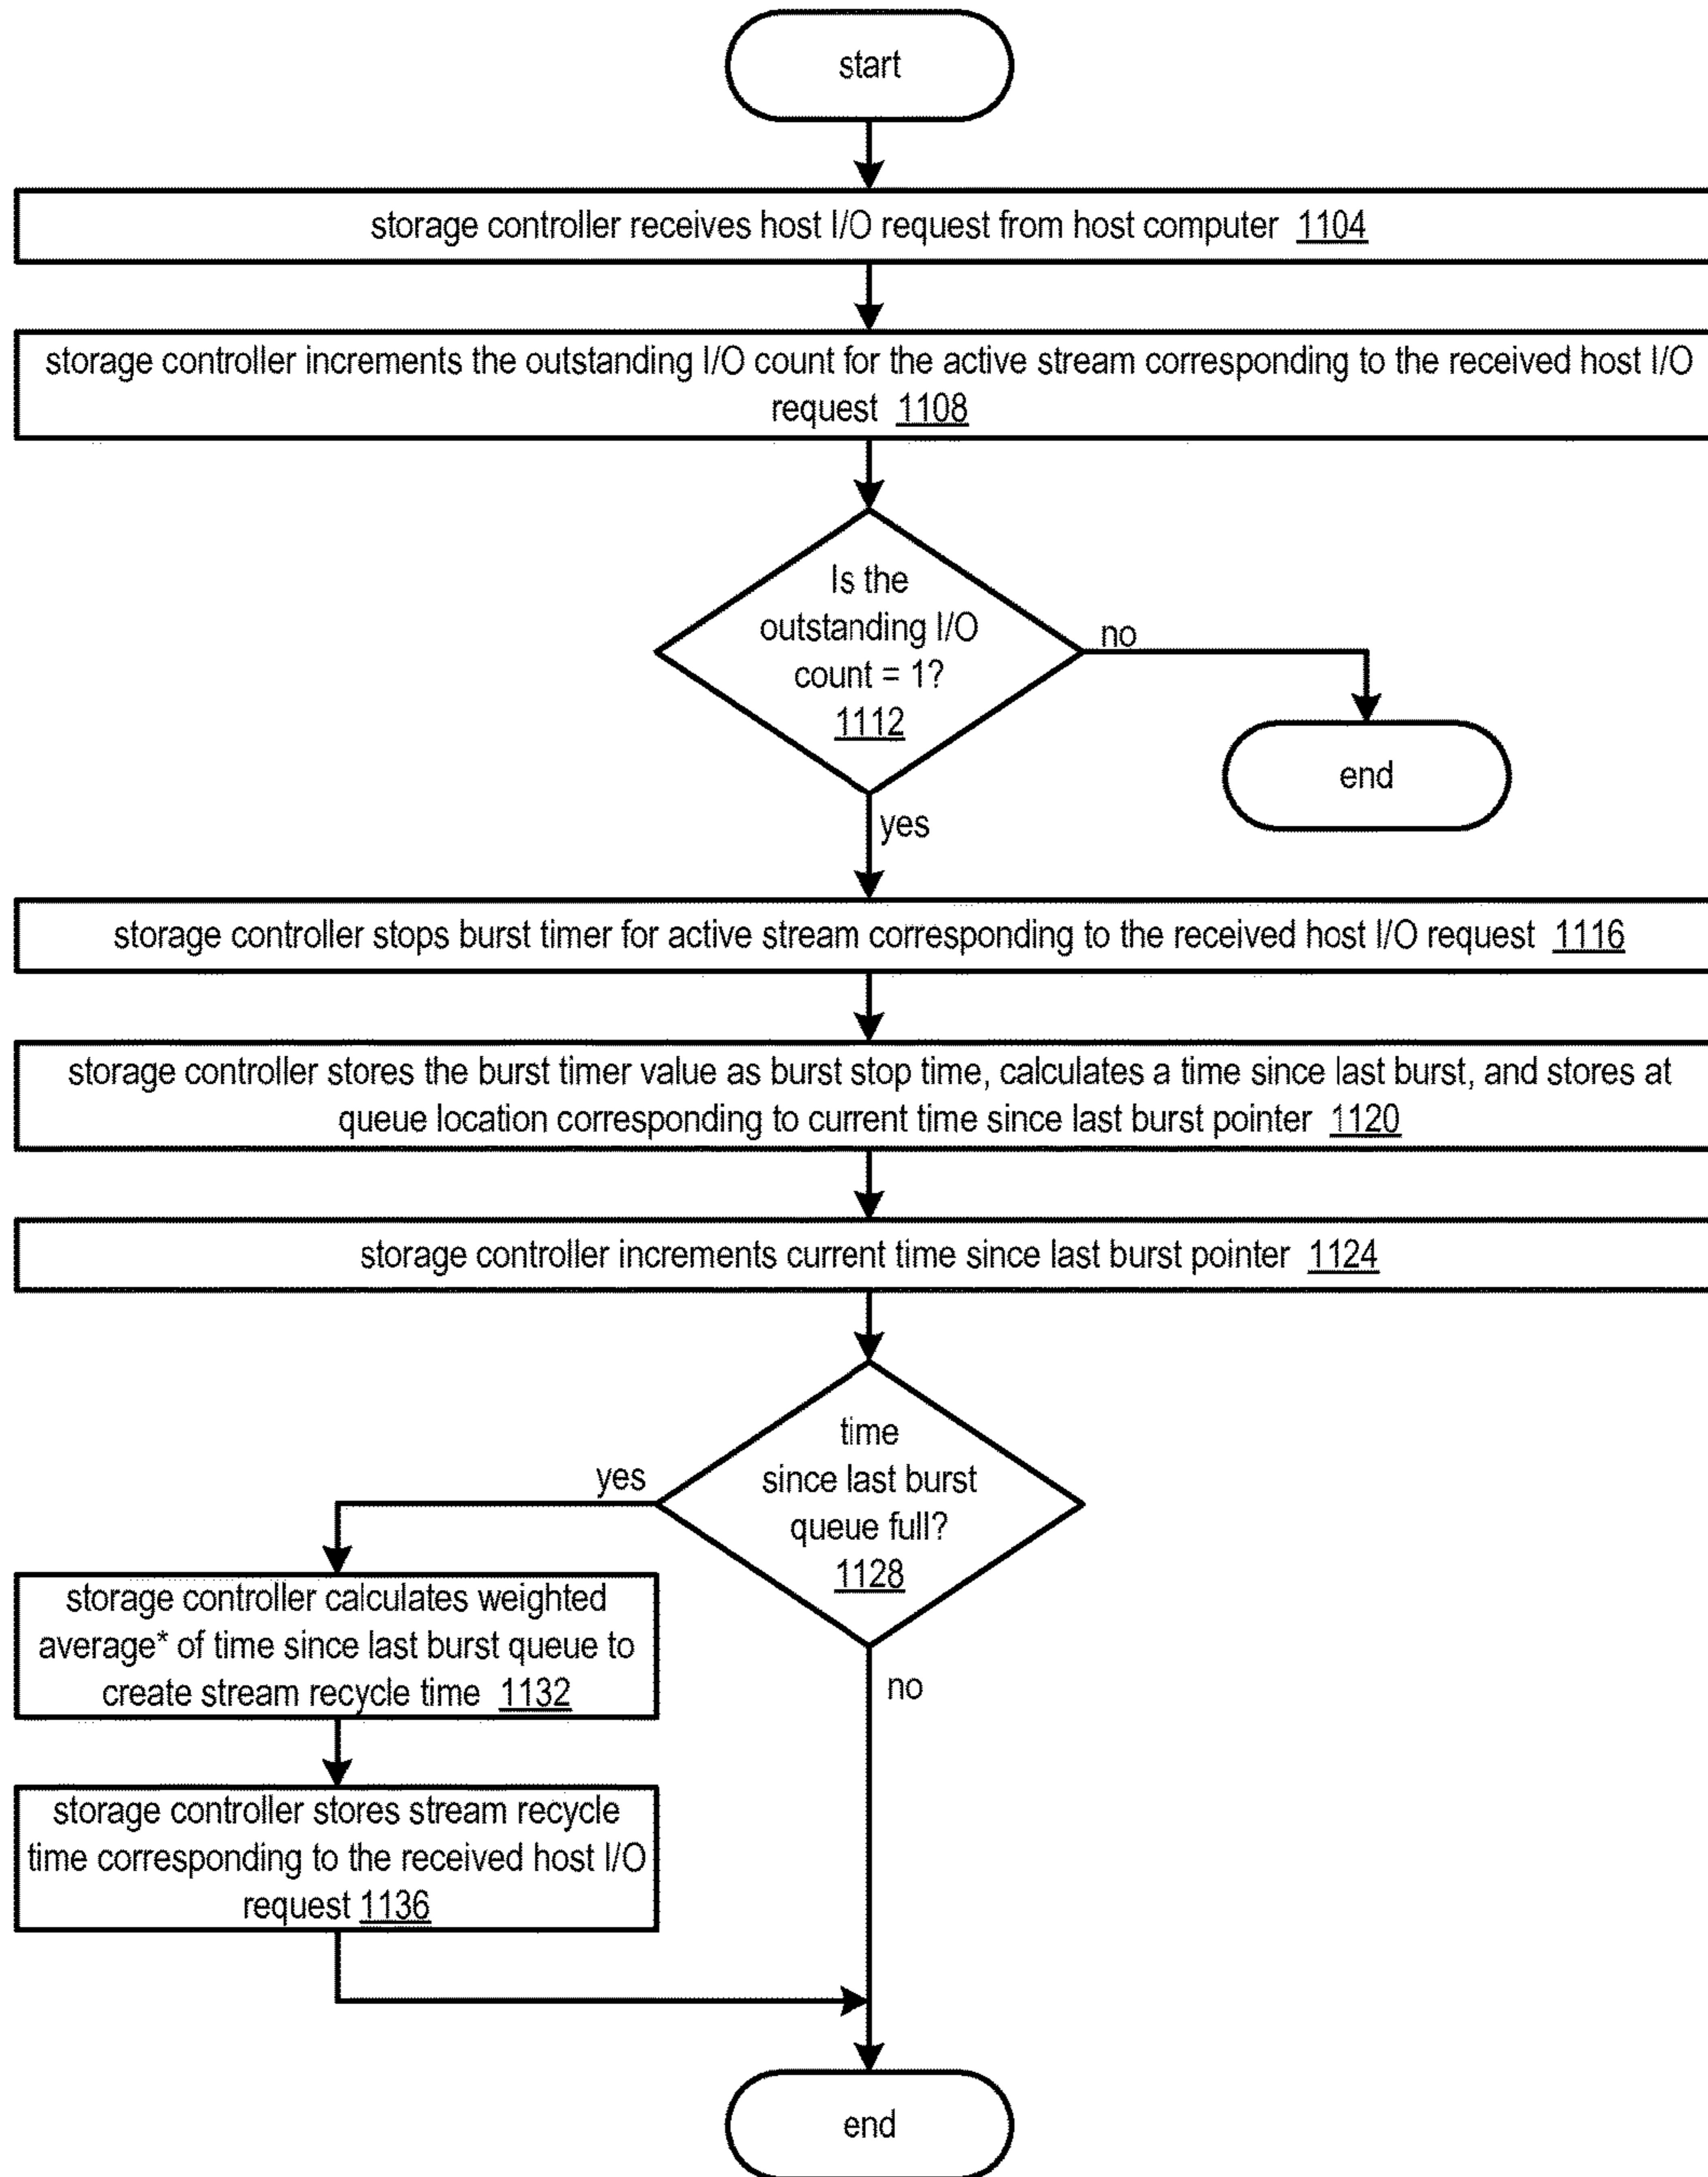 start
storage controller receives host I/O request from host computer 1104
storage controller increments the outstanding I/O count for the active stream corresponding to the received host I/O
request 1108
Is the
outstanding I/O
count = 1?
1112
no
end
yes
storage controller stops burst timer for active stream corresponding to the received host I/O request 1116
storage controller stores the burst timer value as burst stop time, calculates a time since last burst, and stores at
queue location corresponding to current time since last burst pointer 1120
storage controller increments current time since last burst pointer 1124
time
since last burst
queue full?
1128
yes
storage controller calculates weighted
average* of time since last burst queue to
create stream recycle time 1132
no
storage controller stores stream recycle
time corresponding to the received host I/O
request 1136
end